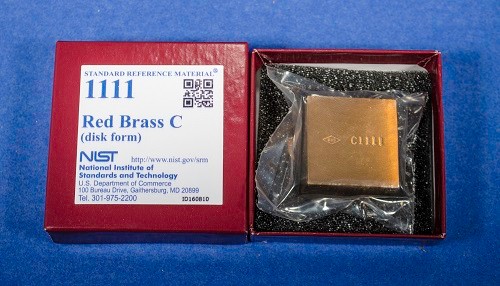 STANDARD REFERENCE MATERIAL®
1111
Red Brass C
(disk form)
NIST http://www.nist.gov/srm
National Institute of
Standards and Technology
U.S. Department of Commerce
100 Bureau Drive, Gaithersburg, MD 20899
Tel. 301-975-2200 ID160810
C1111